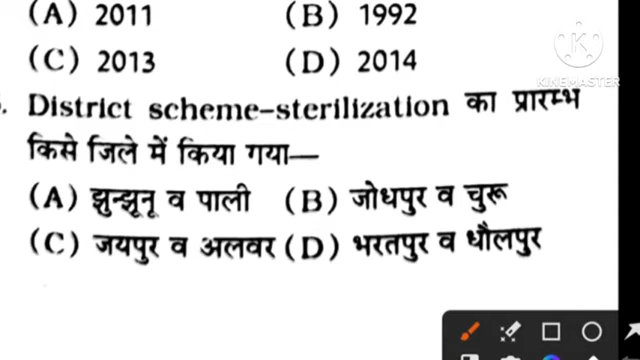 (A) 2011 (B) 1992
(C) 2013 (D) 2014
KINEMASTER
. District scheme-sterilization का प्रारम्भ
किसे जिले में किया गया—
(A) झुन्झूनू व पाली (B) जोधपुर व चुरू
(C) जयपुर व अलवर (D) भरतपुर व धौलपुर